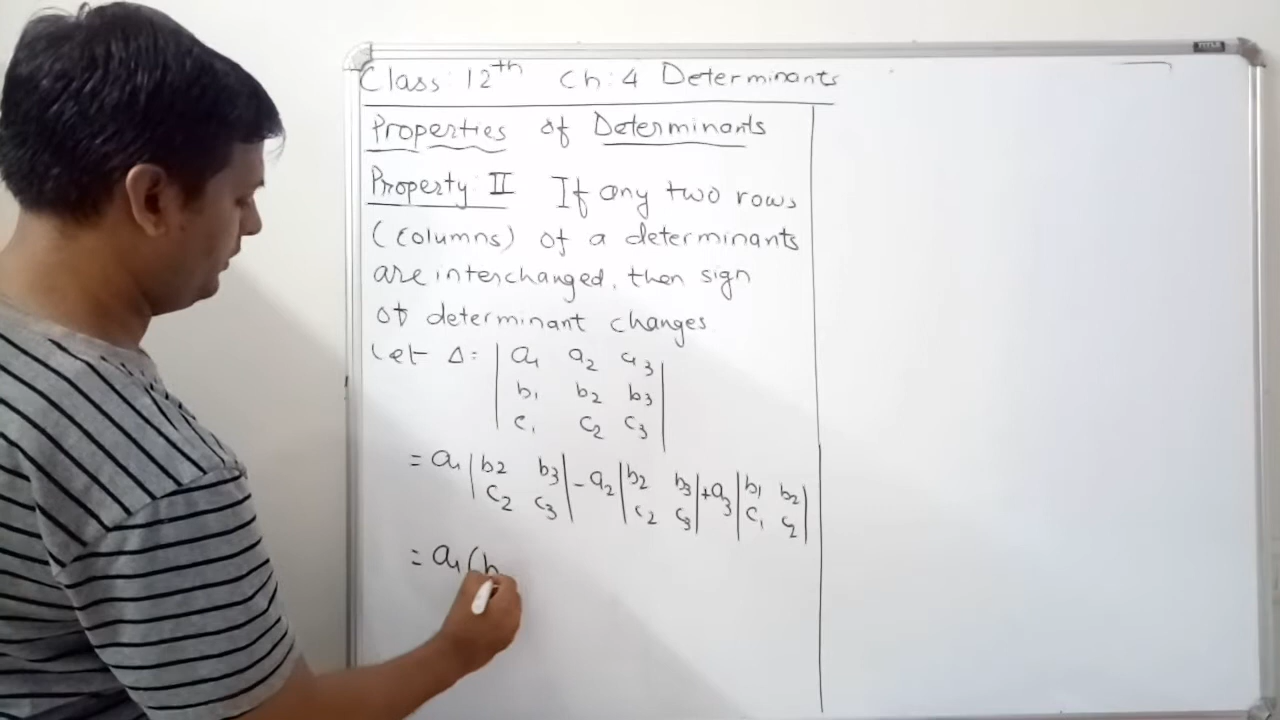 TITLE
Class: 12th Ch: 4 Determinants
Properties of Determinants
Property: II If any two rows
(columns) of a determinants
are interchanged, then sign
of determinant changes.
Let Δ = | a1 a2 a3 |
| b1 b2 b3 |
| c1 c2 c3 |
= a1 | b2 b3 | - a2 | b2 b3 | + a3 | b1 b2 |
| c2 c3 | | c2 c3 | | c1 c2 |
= a1 (b